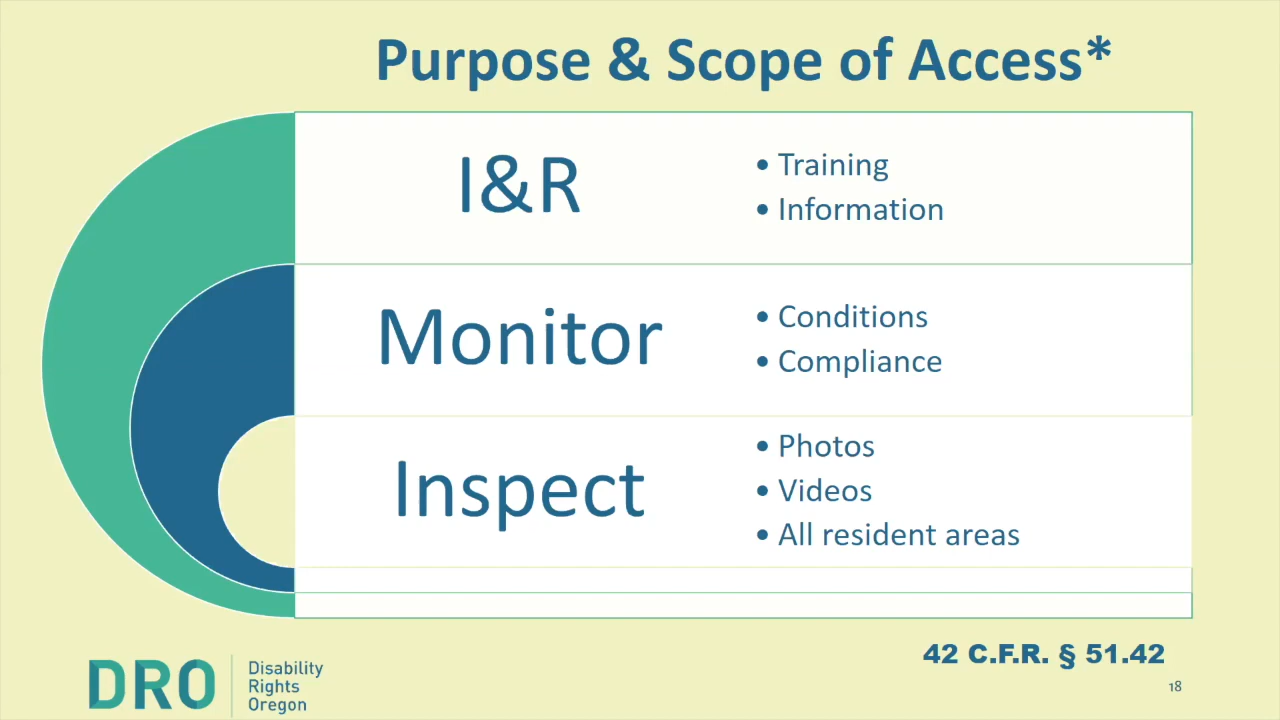 Purpose & Scope of Access*
I&R
• Training
• Information
Monitor
• Conditions
• Compliance
Inspect
• Photos
• Videos
• All resident areas
42 C.F.R. § 51.42
DRO
Disability
Rights
Oregon
18